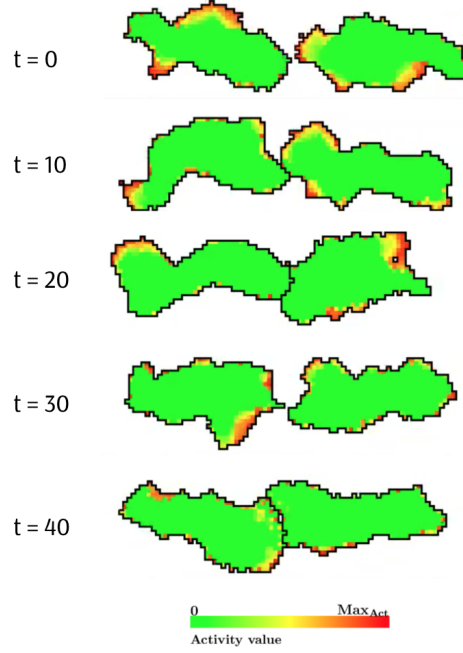 t = 0
t = 10
t = 20
t = 30
t = 40
0 Max_Act
Activity value